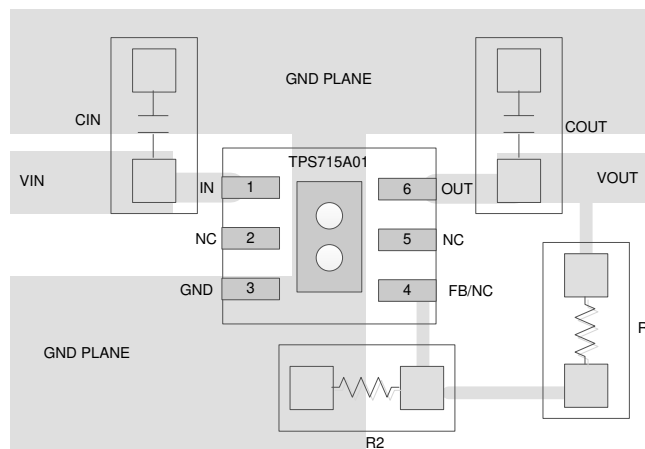 GND PLANE
CIN
COUT
TPS715A01
VIN
IN
1
6
OUT
VOUT
NC
2
5
NC
GND
3
4
FB/NC
GND PLANE
R2